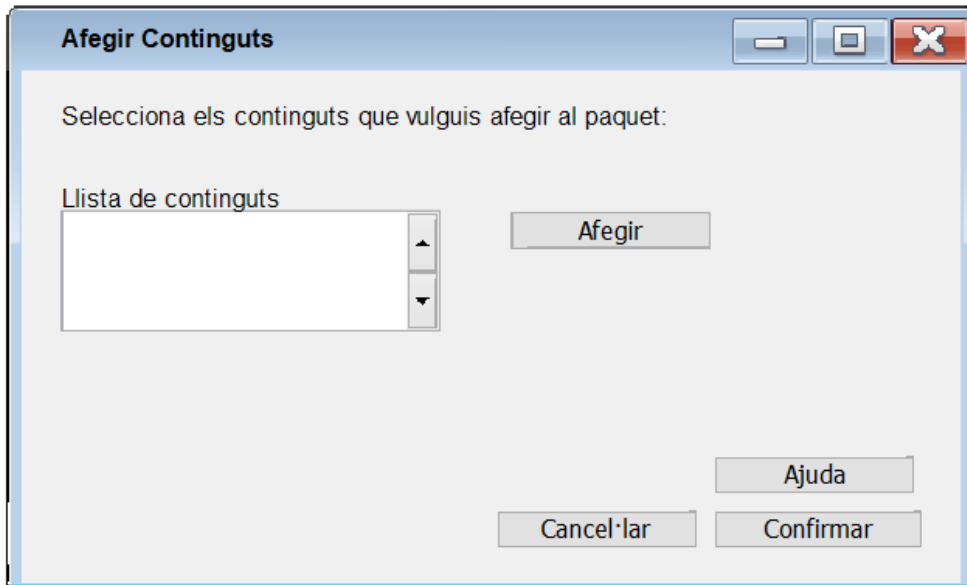 Afegir Continguts
Selecciona els continguts que vulguis afegir al paquet:
Llista de continguts
Afegir
Ajuda
Cancel·lar
Confirmar